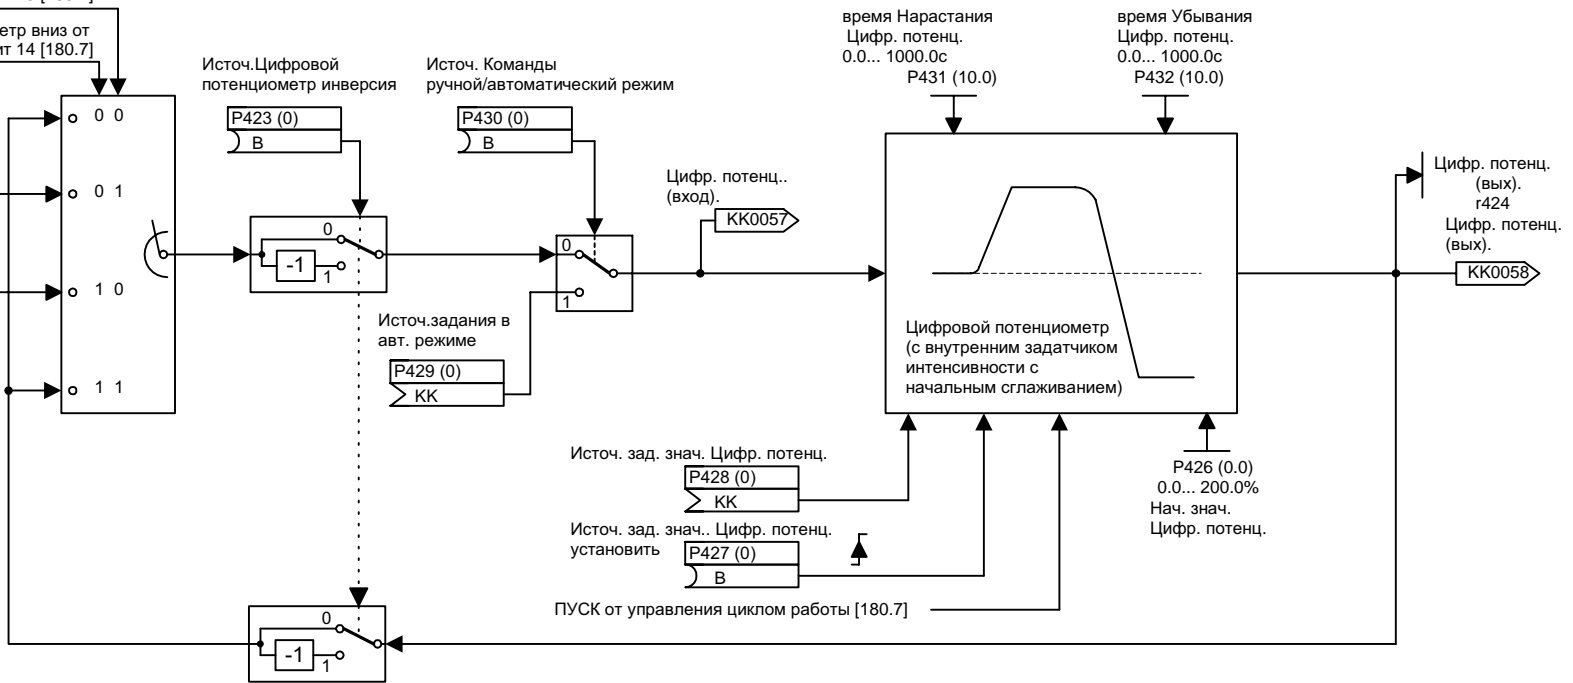 етр вниз от
ит 14 [180.7]
0 0
0 1
1 0
1 1
Источ.Цифровой
потенциометр инверсия
P423 (0)
B
0
-1
1
Источ. Команды
ручной/автоматический режим
P430 (0)
B
0
1
Источ.задания в
авт. режиме
P429 (0)
KK
Цифр. потенц..
(вход).
KK0057
время Нарастания
Цифр. потенц.
0.0... 1000.0с
P431 (10.0)
время Убывания
Цифр. потенц.
0.0... 1000.0с
P432 (10.0)
Цифровой потенциометр
(с внутренним задатчиком
интенсивности с
начальным сглаживанием)
Цифр. потенц.
(вых).
r424
Цифр. потенц.
(вых).
KK0058
Источ. зад. знач. Цифр. потенц.
P428 (0)
KK
Источ. зад. знач.. Цифр. потенц.
установить
P427 (0)
B
ПУСК от управления циклом работы [180.7]
P426 (0.0)
0.0... 200.0%
Нач. знач.
Цифр. потенц.
0
-1
1